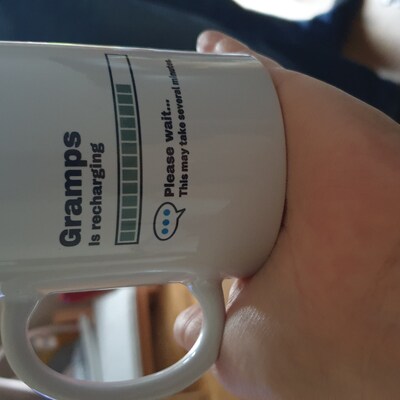 Gramps
is recharging
Please wait...
This may take several minutes